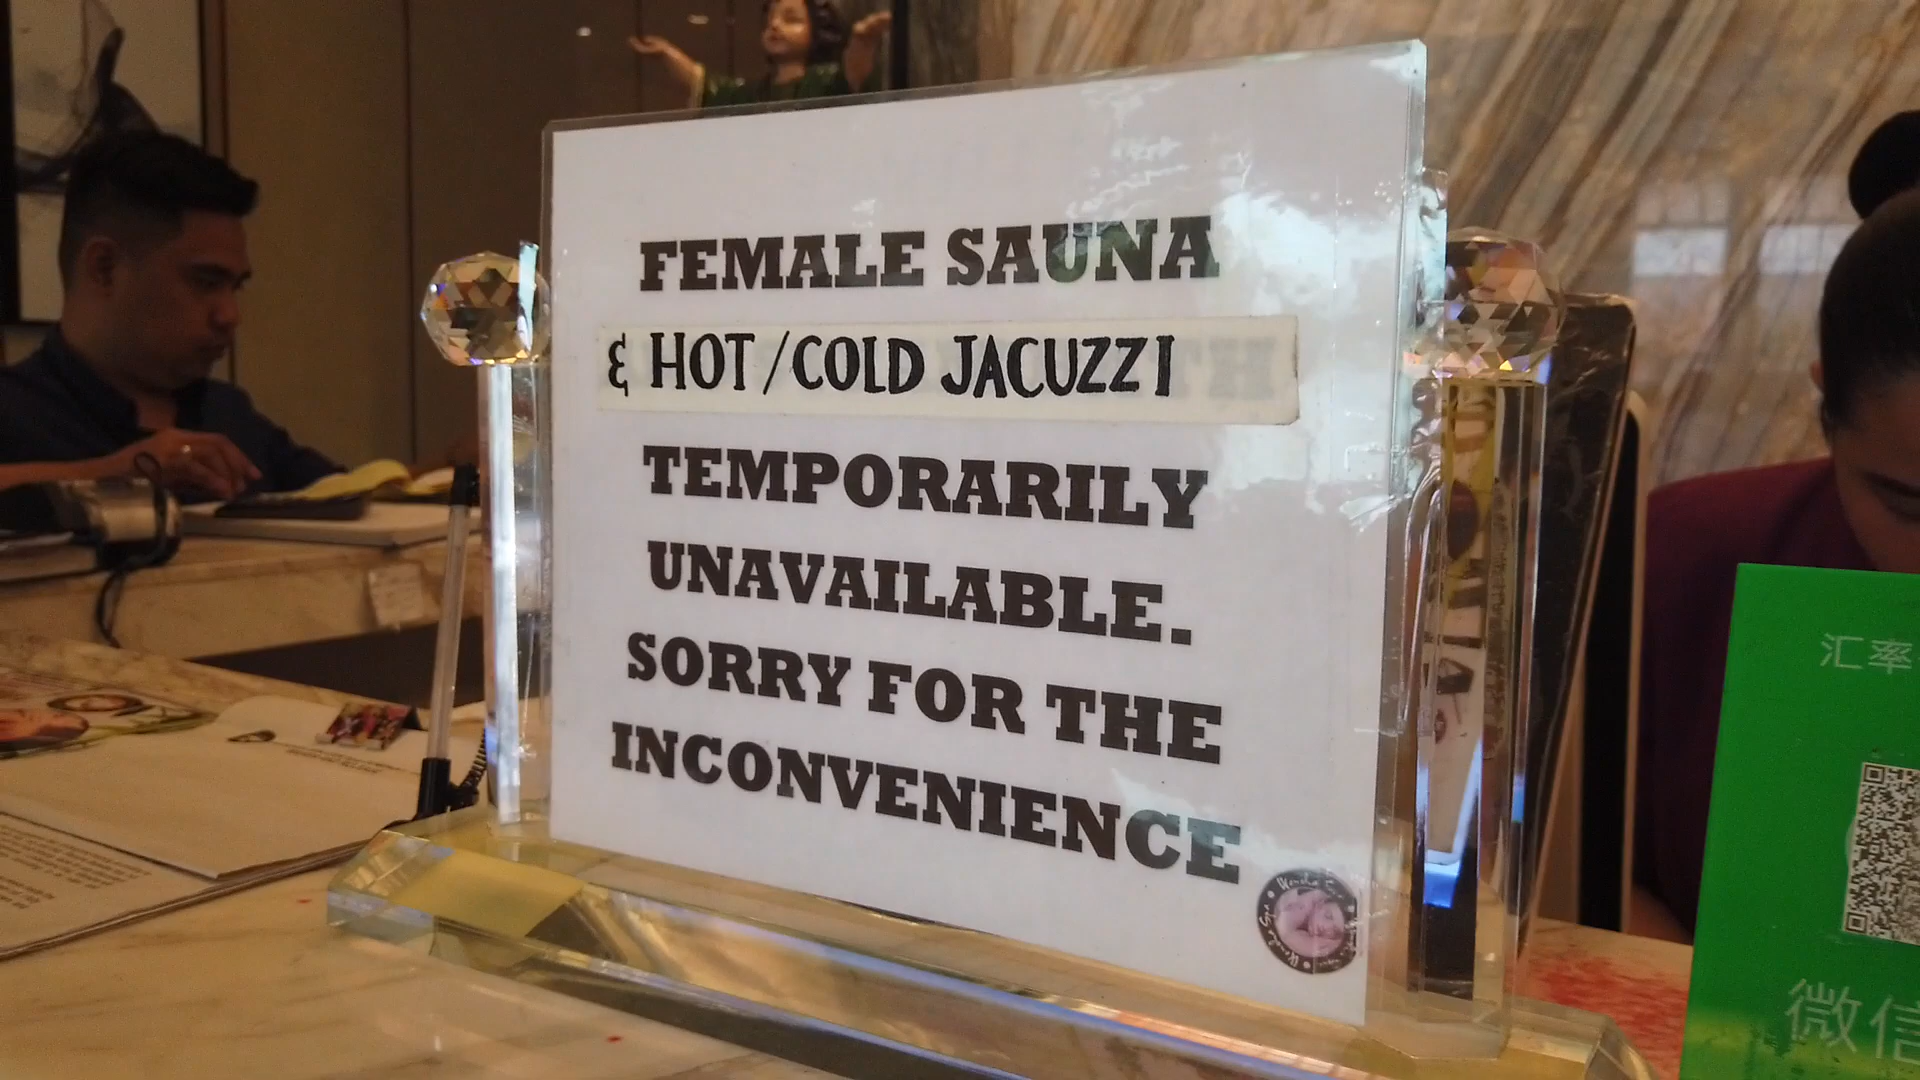 FEMALE SAUNA
& HOT/COLD JACUZZI
TEMPORARILY
UNAVAILABLE.
SORRY FOR THE
INCONVENIENCE
汇率
微信